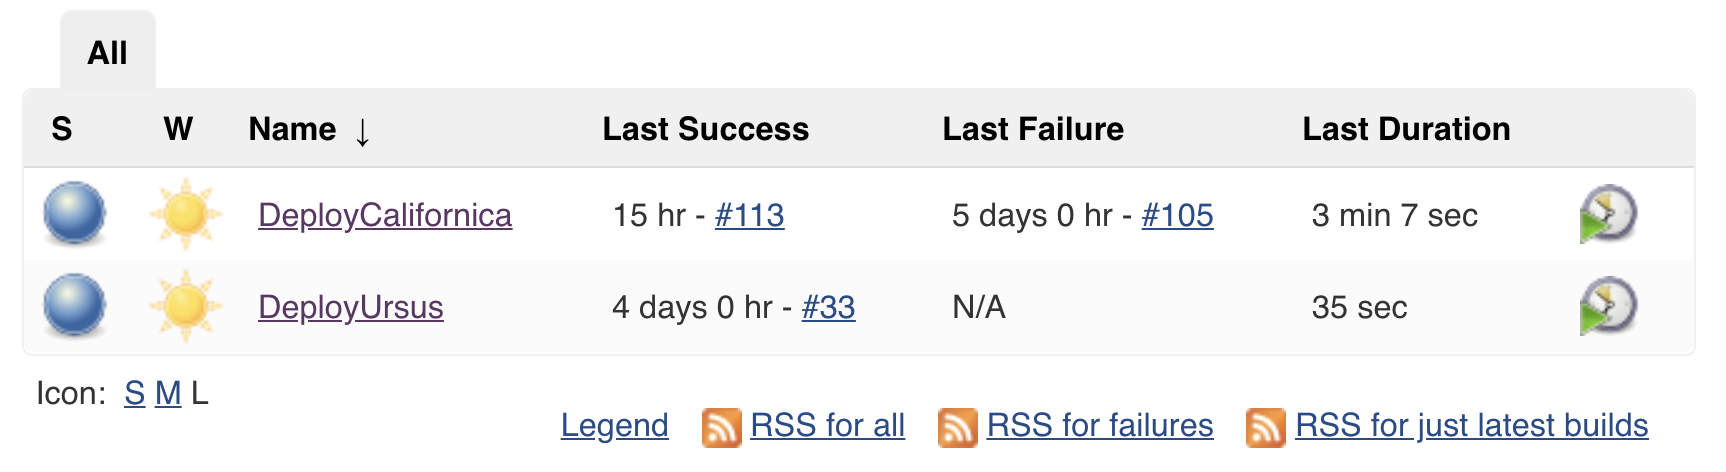 All
S W Name ↓ Last Success Last Failure Last Duration
DeployCalifornica 15 hr - #113 5 days 0 hr - #105 3 min 7 sec
DeployUrsus 4 days 0 hr - #33 N/A 35 sec
Icon: S M L
Legend RSS for all RSS for failures RSS for just latest builds